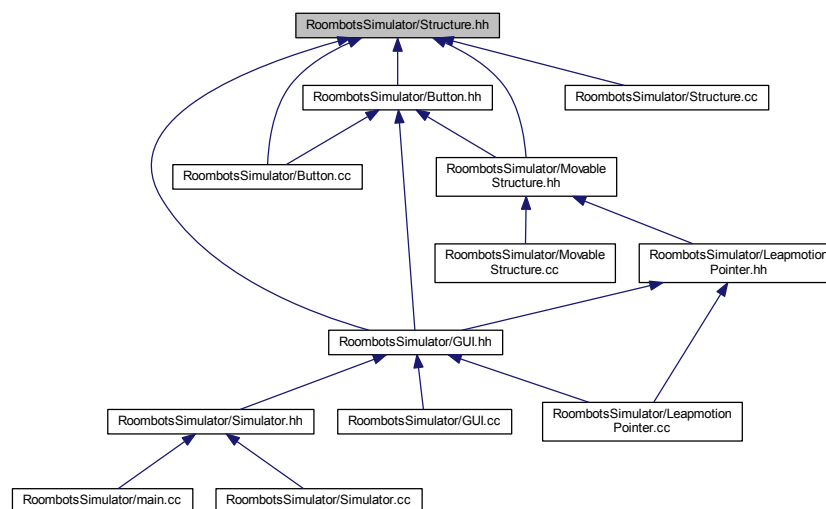 RoombotsSimulator/Structure.hh
RoombotsSimulator/Button.hh
RoombotsSimulator/Structure.cc
RoombotsSimulator/Button.cc
RoombotsSimulator/Movable
Structure.hh
RoombotsSimulator/Movable
Structure.cc
RoombotsSimulator/Leapmotion
Pointer.hh
RoombotsSimulator/GUI.hh
RoombotsSimulator/Simulator.hh
RoombotsSimulator/GUI.cc
RoombotsSimulator/Leapmotion
Pointer.cc
RoombotsSimulator/main.cc
RoombotsSimulator/Simulator.cc